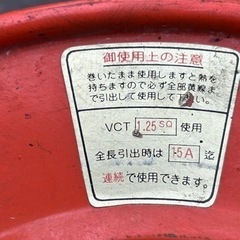 御使用上の注意
巻いたまま使用しますと熱を
持ちますので必ず全部黄線ま
で引出して使用して下さい。
VCT 1.25SQ 使用
全長引出時は 15A 迄
連続で使用できます。